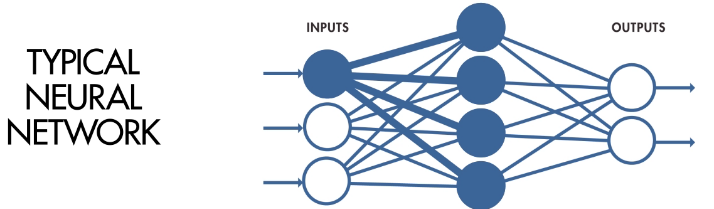 TYPICAL
NEURAL
NETWORK
INPUTS
OUTPUTS